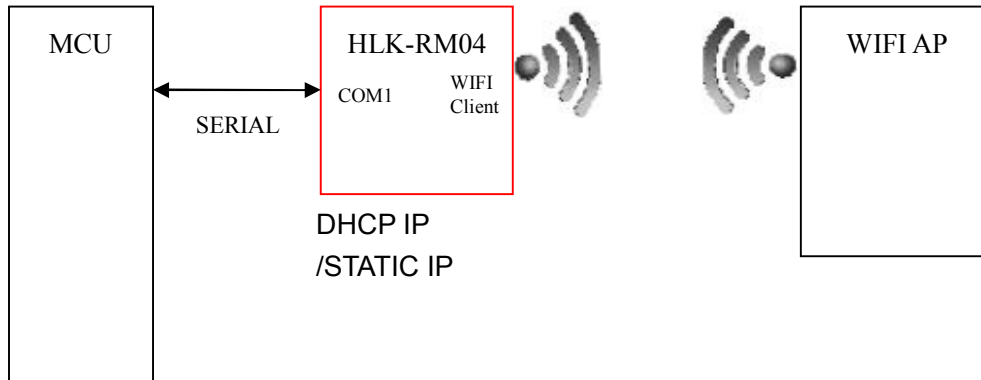 MCU
HLK-RM04
WIFI AP
COM1
WIFI
Client
SERIAL
DHCP IP
/STATIC IP